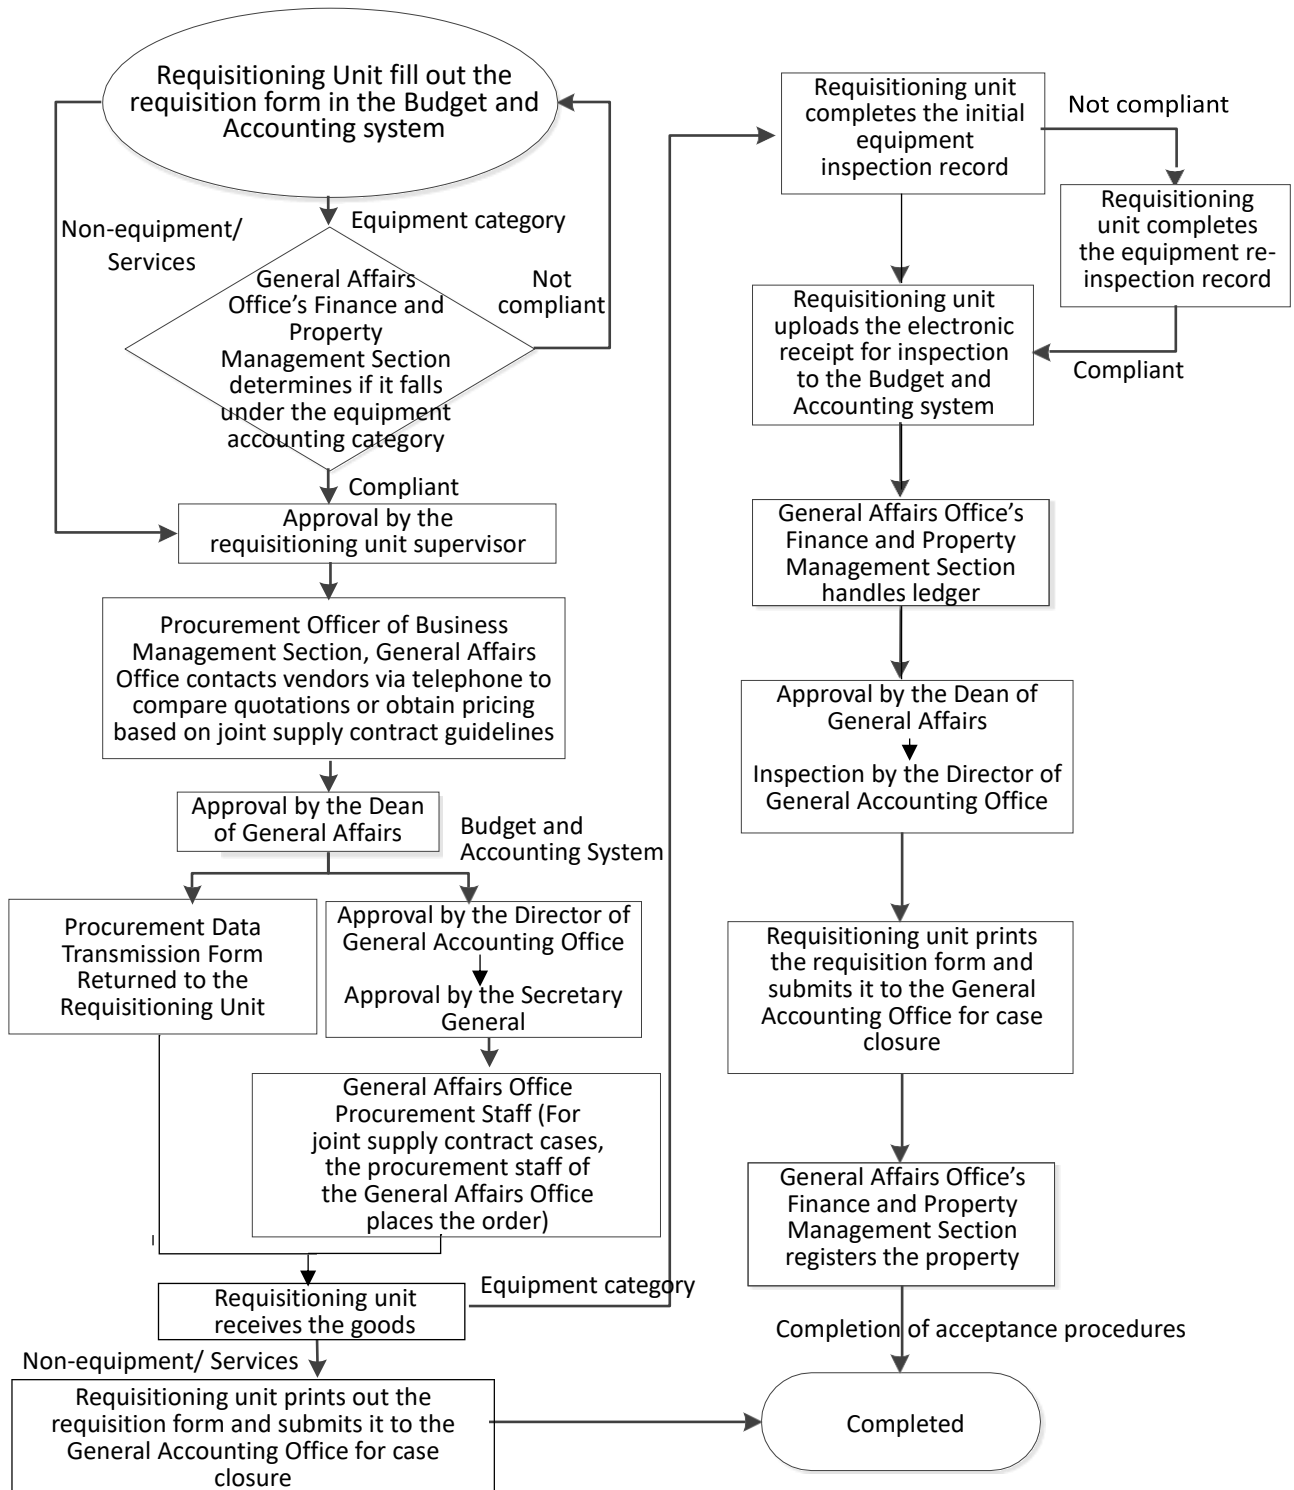 Requisitioning Unit fill out the
requisition form in the Budget and
Accounting system
Non-equipment/
Services
Equipment category
Not
compliant
General Affairs
Office’s Finance and
Property
Management Section
determines if it falls
under the equipment
accounting category
Compliant
Approval by the
requisitioning unit supervisor
Procurement Officer of Business
Management Section, General Affairs
Office contacts vendors via telephone to
compare quotations or obtain pricing
based on joint supply contract guidelines
Approval by the Dean
of General Affairs
Budget and
Accounting System
Procurement Data
Transmission Form
Returned to the
Requisitioning Unit
Approval by the Director of
General Accounting Office
Approval by the Secretary
General
General Affairs Office
Procurement Staff (For
joint supply contract cases,
the procurement staff of
the General Affairs Office
places the order)
Requisitioning unit
receives the goods
Equipment category
Non-equipment/ Services
Requisitioning unit prints out the
requisition form and submits it to the
General Accounting Office for case
closure
Requisitioning unit
completes the initial
equipment
inspection record
Not compliant
Requisitioning
unit completes
the equipment re-
inspection record
Compliant
Requisitioning unit
uploads the electronic
receipt for inspection
to the Budget and
Accounting system
General Affairs Office’s
Finance and Property
Management Section
handles ledger
Approval by the Dean of
General Affairs
Inspection by the Director of
General Accounting Office
Requisitioning unit prints
the requisition form and
submits it to the General
Accounting Office for case
closure
General Affairs Office’s
Finance and Property
Management Section
registers the property
Completion of acceptance procedures
Completed